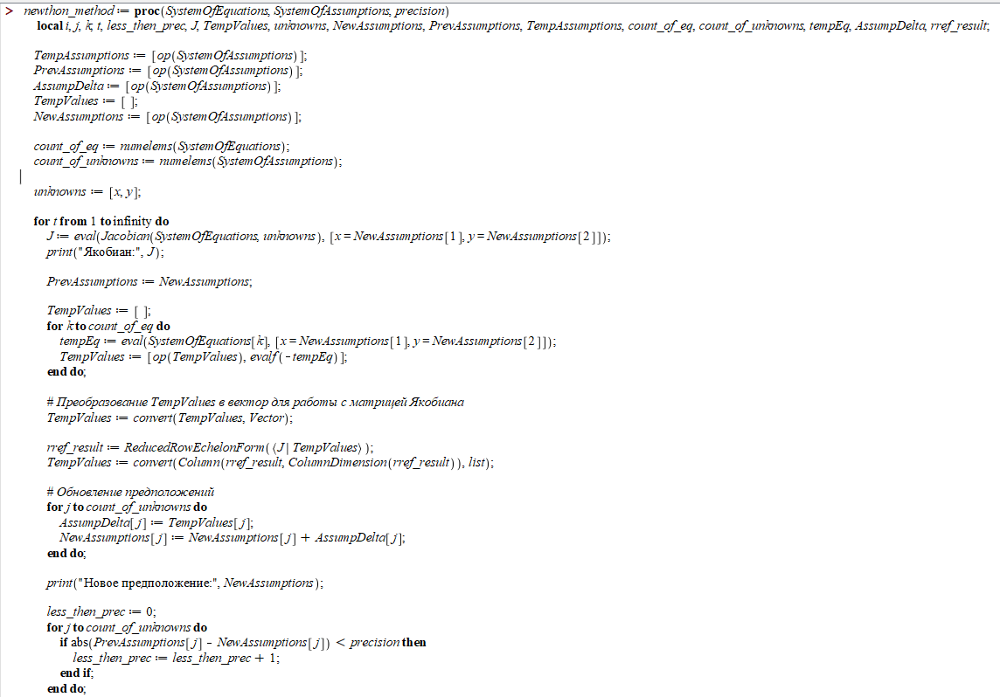 > newthon_method := proc(SystemOfEquations, SystemOfAssumptions, precision)
local i, j, k, t, less_then_prec, J, TempValues, unknowns, NewAssumptions, PrevAssumptions, TempAssumptions, count_of_eq, count_of_unknowns, tempEq, AssumpDelta, rref_result;
TempAssumptions := [op(SystemOfAssumptions)];
PrevAssumptions := [op(SystemOfAssumptions)];
AssumpDelta := [op(SystemOfAssumptions)];
TempValues := [ ];
NewAssumptions := [op(SystemOfAssumptions)];
count_of_eq := numelems(SystemOfEquations);
count_of_unknowns := numelems(SystemOfAssumptions);
unknowns := [x, y];
for t from 1 to infinity do
J := eval(Jacobian(SystemOfEquations, unknowns), [x = NewAssumptions[1], y = NewAssumptions[2]]);
print("Якобиан:", J);
PrevAssumptions := NewAssumptions;
TempValues := [ ];
for k to count_of_eq do
tempEq := eval(SystemOfEquations[k], [x = NewAssumptions[1], y = NewAssumptions[2]]);
TempValues := [op(TempValues), evalf(-tempEq)];
end do;
# Преобразование TempValues в вектор для работы с матрицей Якобиана
TempValues := convert(TempValues, Vector);
rref_result := ReducedRowEchelonForm(⟨J | TempValues⟩);
TempValues := convert(Column(rref_result, ColumnDimension(rref_result)), list);
# Обновление предположений
for j to count_of_unknowns do
AssumpDelta[j] := TempValues[j];
NewAssumptions[j] := NewAssumptions[j] + AssumpDelta[j];
end do;
print("Новое предположение:", NewAssumptions);
less_then_prec := 0;
for j to count_of_unknowns do
if abs(PrevAssumptions[j] - NewAssumptions[j]) < precision then
less_then_prec := less_then_prec + 1;
end if;
end do;